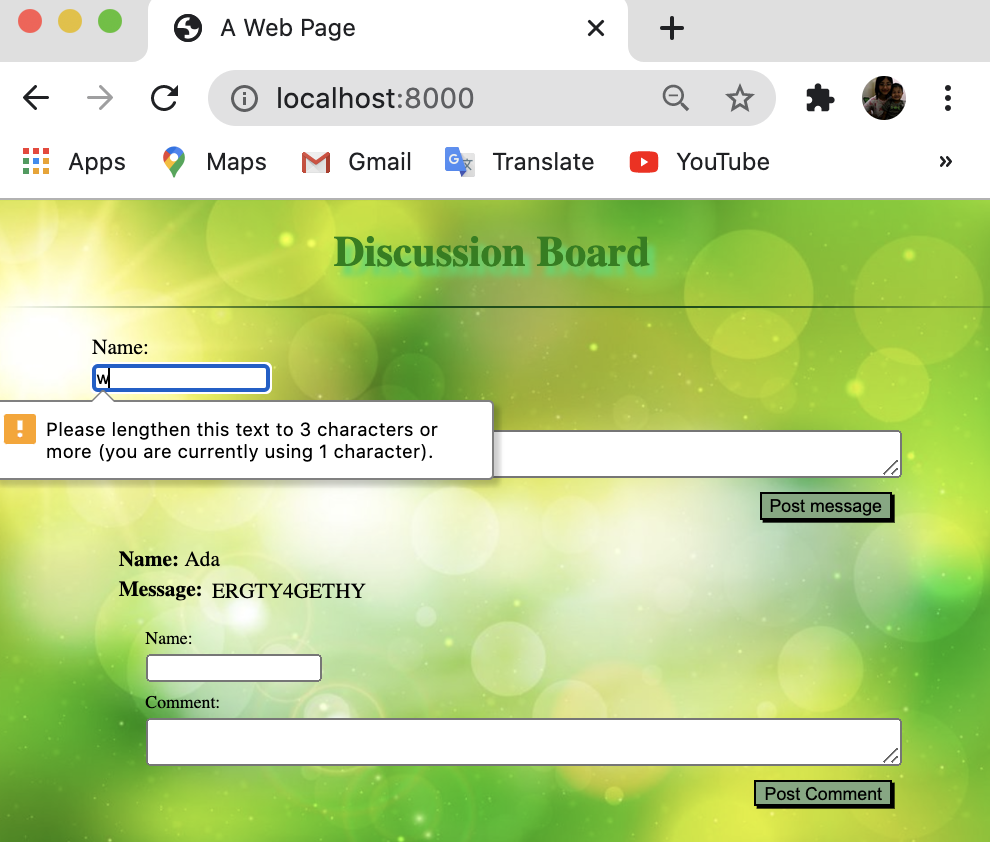 A Web Page
localhost:8000
Apps Maps Gmail Translate YouTube »
Discussion Board
Name:
w
Please lengthen this text to 3 characters or
more (you are currently using 1 character).
Post message
Name: Ada
Message: ERGTY4GETHY
Name:
Comment:
Post Comment